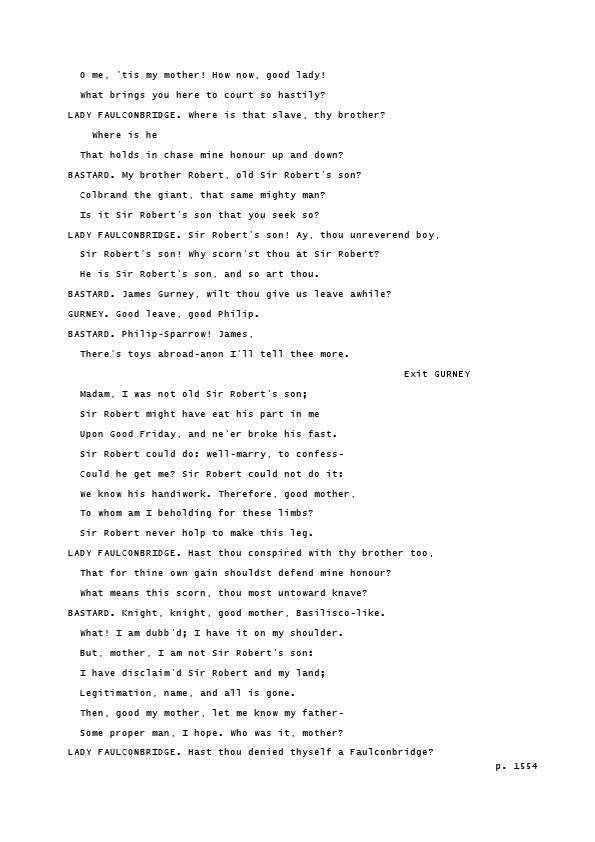 O me, 'tis my mother! How now, good lady!
What brings you here to court so hastily?
LADY FAULCONBRIDGE. Where is that slave, thy brother?
Where is he
That holds in chase mine honour up and down?
BASTARD. My brother Robert, old Sir Robert's son?
Colbrand the giant, that same mighty man?
Is it Sir Robert's son that you seek so?
LADY FAULCONBRIDGE. Sir Robert's son! Ay, thou unreverend boy,
Sir Robert's son! Why scorn'st thou at Sir Robert?
He is Sir Robert's son, and so art thou.
BASTARD. James Gurney, wilt thou give us leave awhile?
GURNEY. Good leave, good Philip.
BASTARD. Philip-Sparrow! James,
There's toys abroad-anon I'll tell thee more.
Exit GURNEY
Madam, I was not old Sir Robert's son;
Sir Robert might have eat his part in me
Upon Good Friday, and ne'er broke his fast.
Sir Robert could do: well-marry, to confess-
Could he get me? Sir Robert could not do it:
We know his handiwork. Therefore, good mother,
To whom am I beholding for these limbs?
Sir Robert never holp to make this leg.
LADY FAULCONBRIDGE. Hast thou conspired with thy brother too,
That for thine own gain shouldst defend mine honour?
What means this scorn, thou most untoward knave?
BASTARD. Knight, knight, good mother, Basilisco-like.
What! I am dubb'd; I have it on my shoulder.
But, mother, I am not Sir Robert's son:
I have disclaim'd Sir Robert and my land;
Legitimation, name, and all is gone.
Then, good my mother, let me know my father-
Some proper man, I hope. Who was it, mother?
LADY FAULCONBRIDGE. Hast thou denied thyself a Faulconbridge?
p. 1554